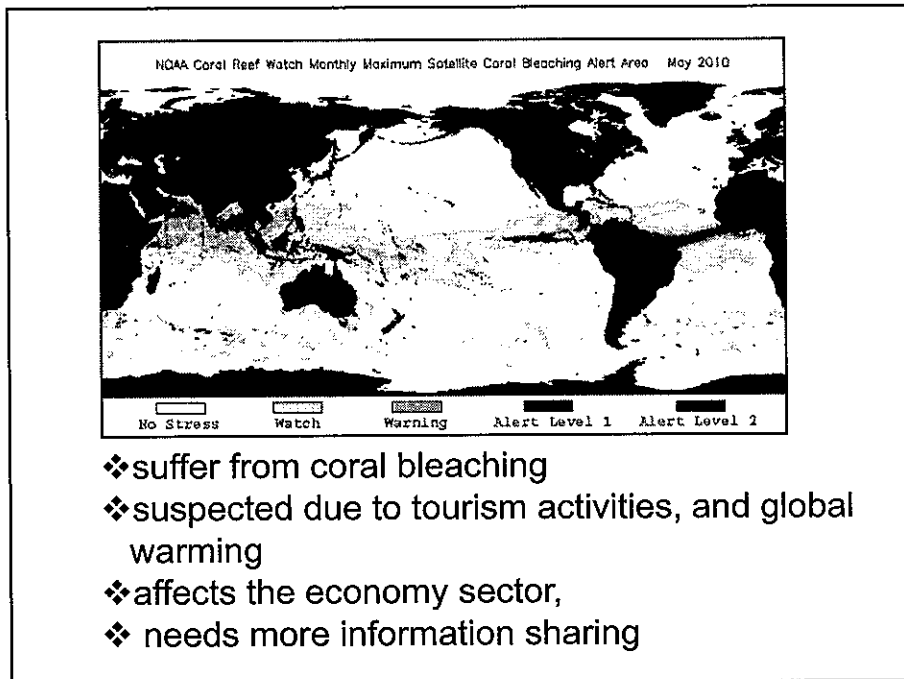 NOAA Coral Reef Watch Monthly Maximum Satellite Coral Bleaching Alert Area May 2010
No Stress Watch Warning Alert Level 1 Alert Level 2
❖suffer from coral bleaching
❖suspected due to tourism activities, and global
warming
❖affects the economy sector,
❖ needs more information sharing